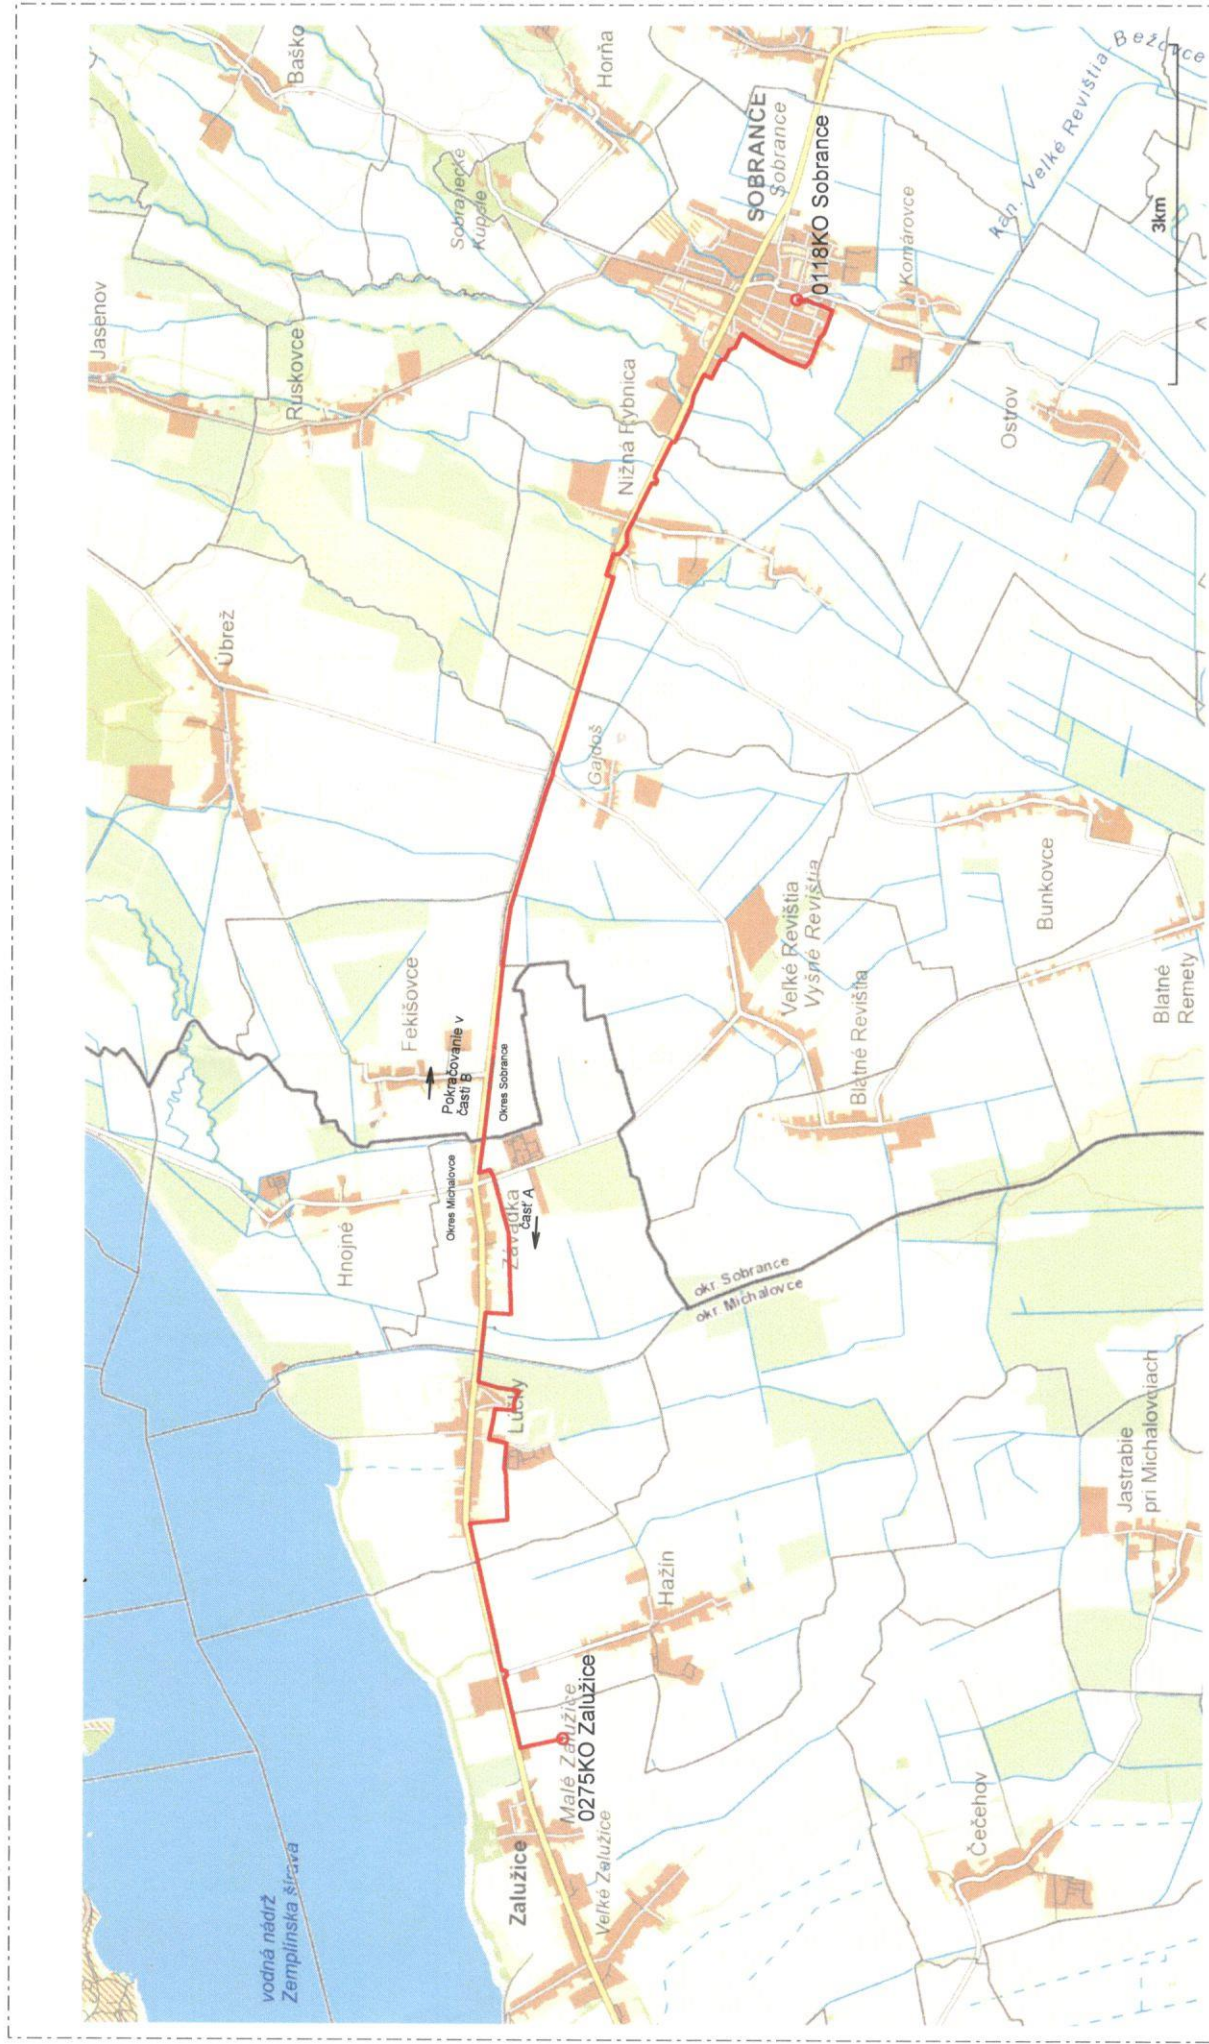 vodná nádrž
Zemplínska šírava
Zalužice
Veľké Zalužice
Malé Zalužice
0275KO Zalužice
Hažín
Čečehov
Jastrabie
pri Michalovciach
Lúčky
Hnojné
Závadka
časť A
Okres Michalovce
Okres Sobrance
Pokračovanie v
časti B
Fekišovce
okr. Sobrance
okr. Michalovce
Blatné Revištia
Veľké Revištia
Vyšné Revištia
Blatné
Remety
Bunkovce
Gajdoš
Úbrež
Nižná Rybnica
Ruskovce
Jasenov
Ostrov
Komárovce
0118KO Sobrance
SOBRANCE
Sobrance
Sobranecké
Kúpele
Horňa
Baško
kan. Veľké Revištia-Bežovce
3km